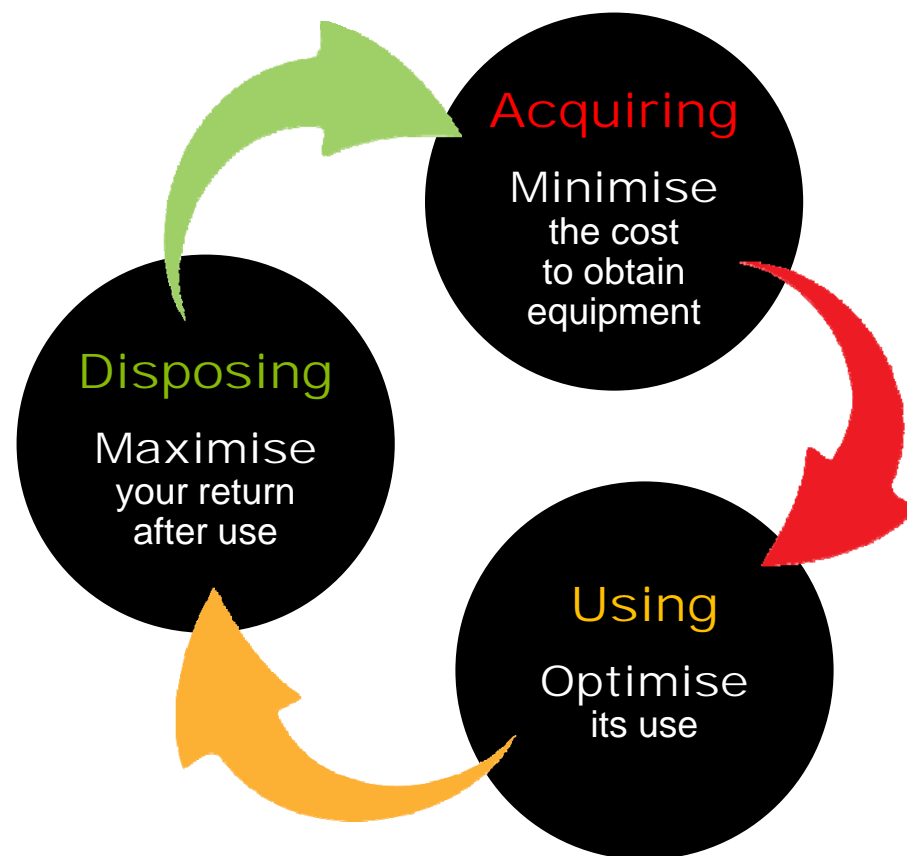 Acquiring
Minimise
the cost
to obtain
equipment
Disposing
Maximise
your return
after use
Using
Optimise
its use